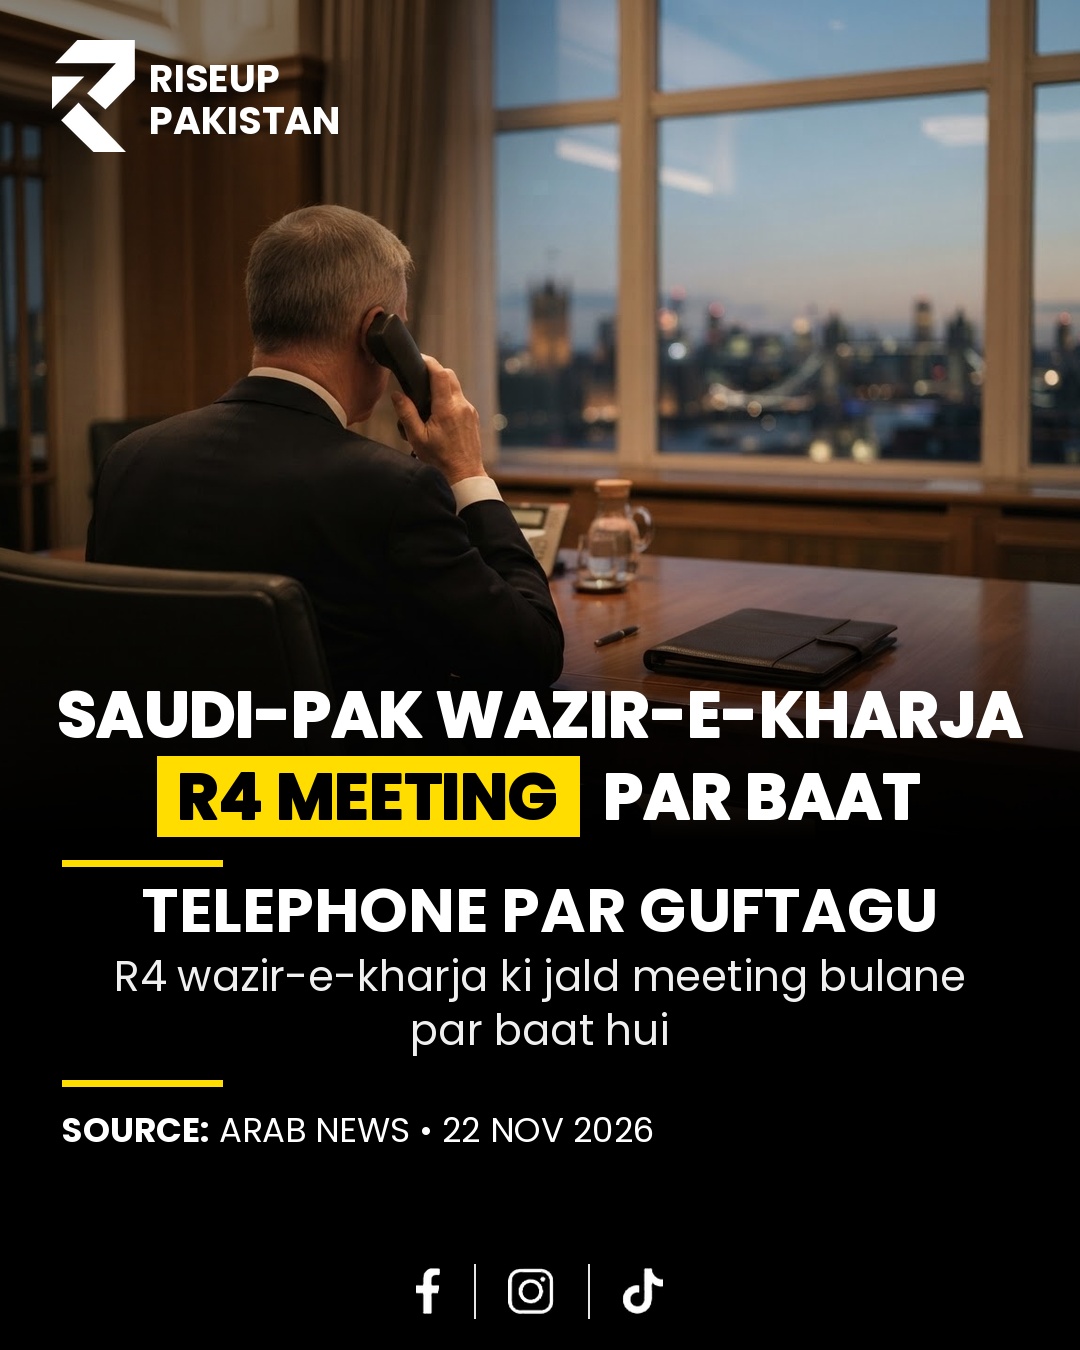 RISEUP
PAKISTAN
SAUDI-PAK WAZIR-E-KHARJA
R4 MEETING PAR BAAT
TELEPHONE PAR GUFTAGU
R4 wazir-e-kharja ki jald meeting bulane
par baat hui
SOURCE: ARAB NEWS • 22 NOV 2026